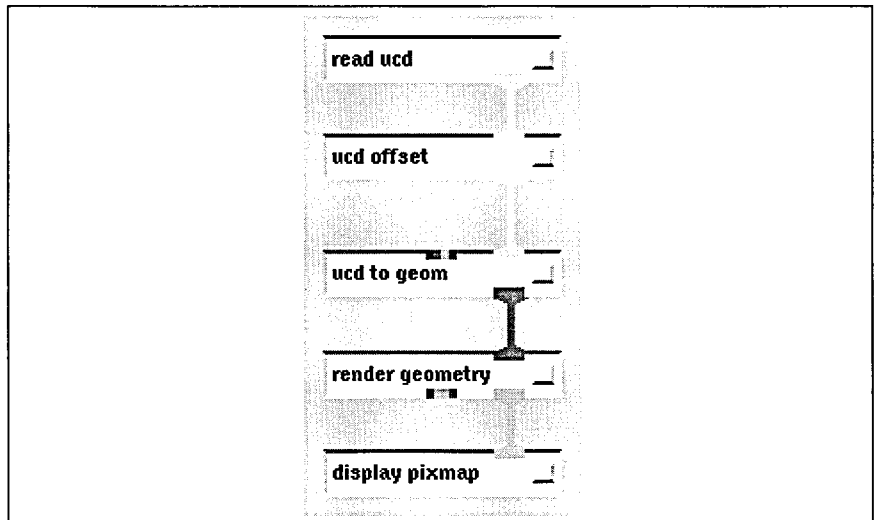 read ucd
ucd offset
ucd to geom
render geometry
display pixmap